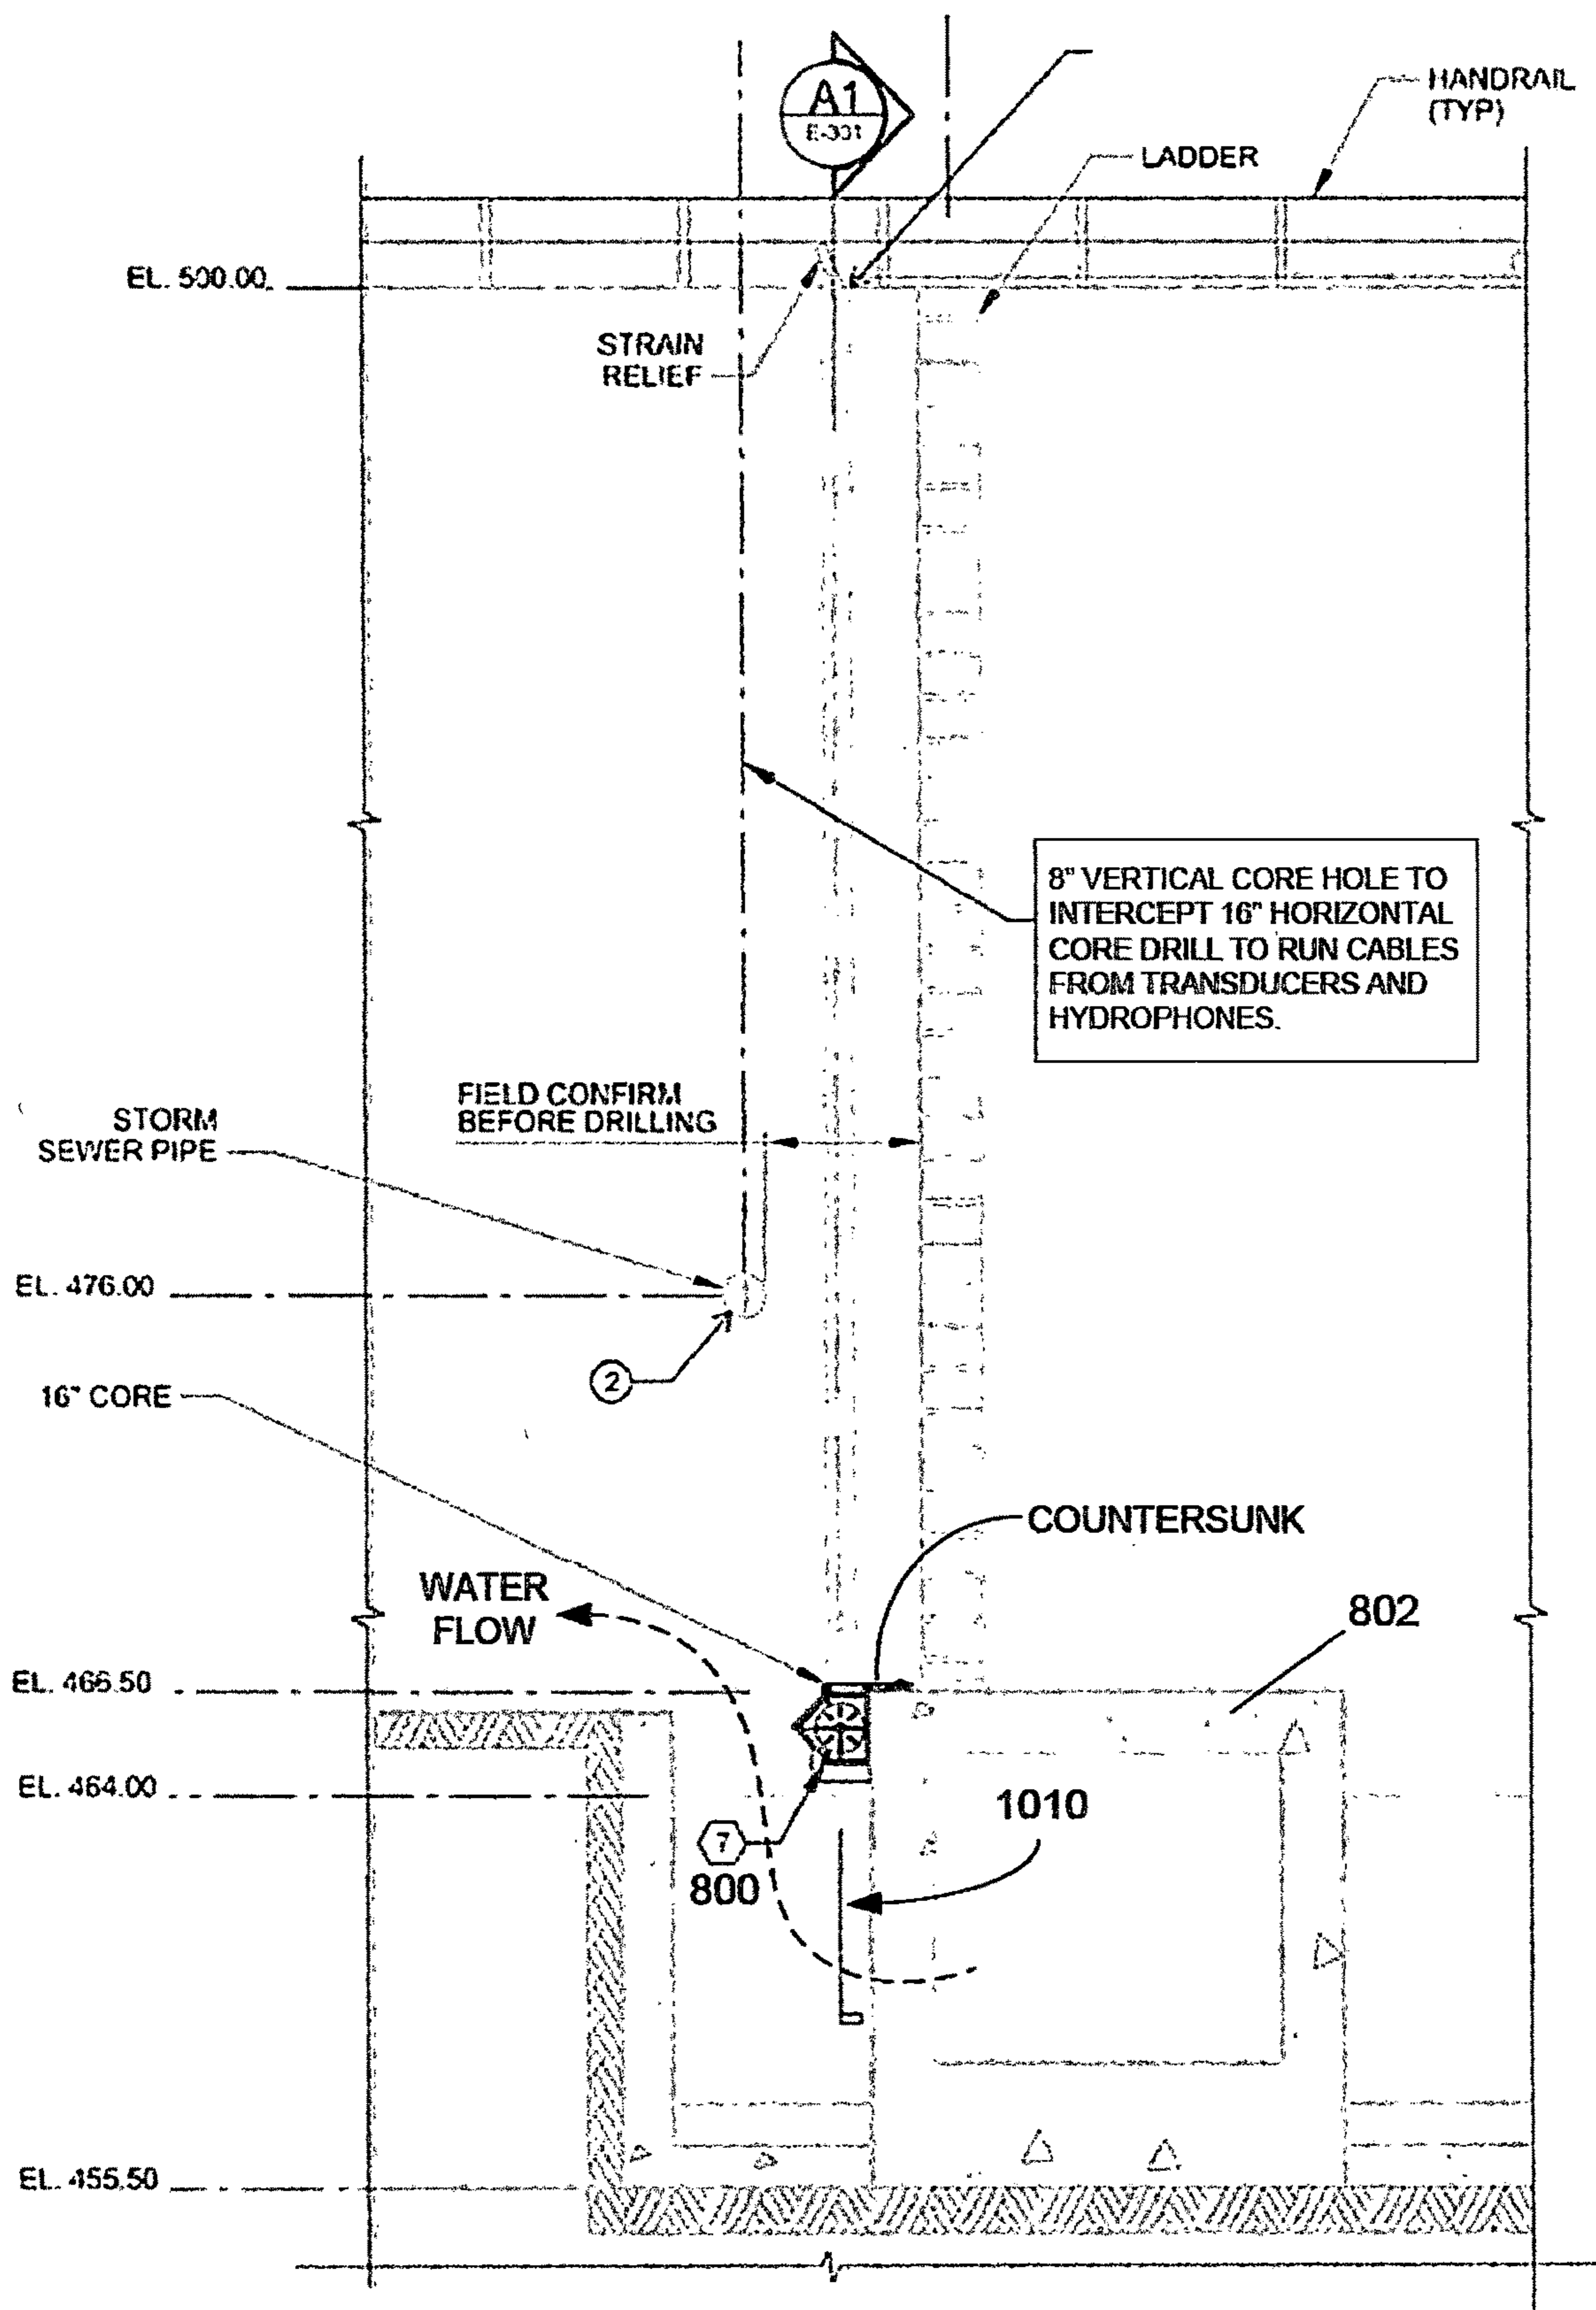 A1
E-301
HANDRAIL
(TYP)
LADDER
EL. 500.00
STRAIN
RELIEF
8" VERTICAL CORE HOLE TO
INTERCEPT 16" HORIZONTAL
CORE DRILL TO RUN CABLES
FROM TRANSDUCERS AND
HYDROPHONES.
FIELD CONFIRM
BEFORE DRILLING
STORM
SEWER PIPE
EL. 476.00
2
16" CORE
COUNTERSUNK
WATER
FLOW
802
EL. 466.50
EL. 464.00
1010
7
800
EL. 455.50